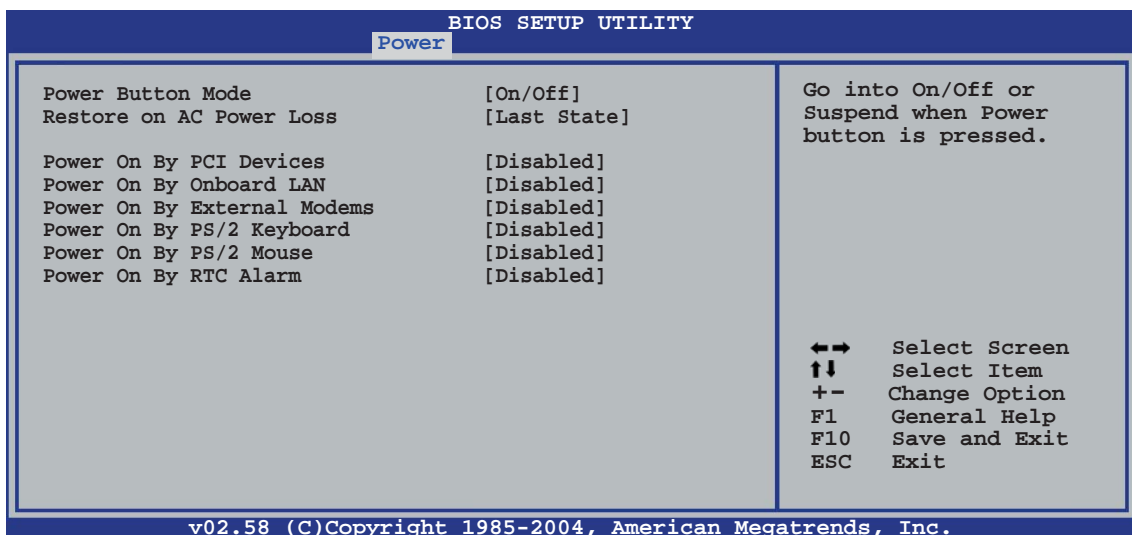 BIOS SETUP UTILITY
Power
Power Button Mode [On/Off]
Restore on AC Power Loss [Last State]
Power On By PCI Devices [Disabled]
Power On By Onboard LAN [Disabled]
Power On By External Modems [Disabled]
Power On By PS/2 Keyboard [Disabled]
Power On By PS/2 Mouse [Disabled]
Power On By RTC Alarm [Disabled]
Go into On/Off or
Suspend when Power
button is pressed.
←→ Select Screen
↑↓ Select Item
+- Change Option
F1 General Help
F10 Save and Exit
ESC Exit
v02.58 (C)Copyright 1985-2004, American Megatrends, Inc.